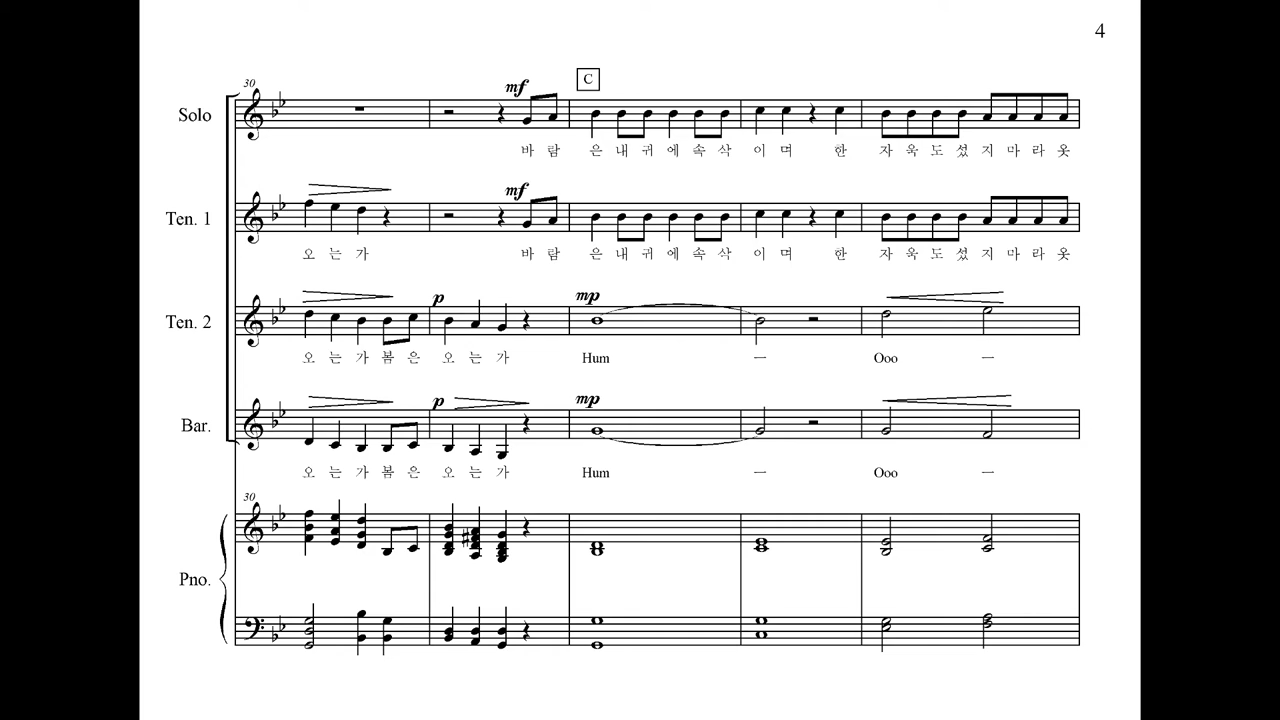 4
30
mf
C
Solo
바 람 은 내 귀 에 속 삭 이 며 한 자 욱 도 섰 지 마 라 옷
mf
Ten. 1
오 는 가 바 람 은 내 귀 에 속 삭 이 며 한 자 욱 도 섰 지 마 라 옷
p mp
Ten. 2
오 는 가 봄 은 오 는 가 Hum — Ooo —
p mp
Bar.
오 는 가 봄 은 오 는 가 Hum — Ooo —
30
Pno.